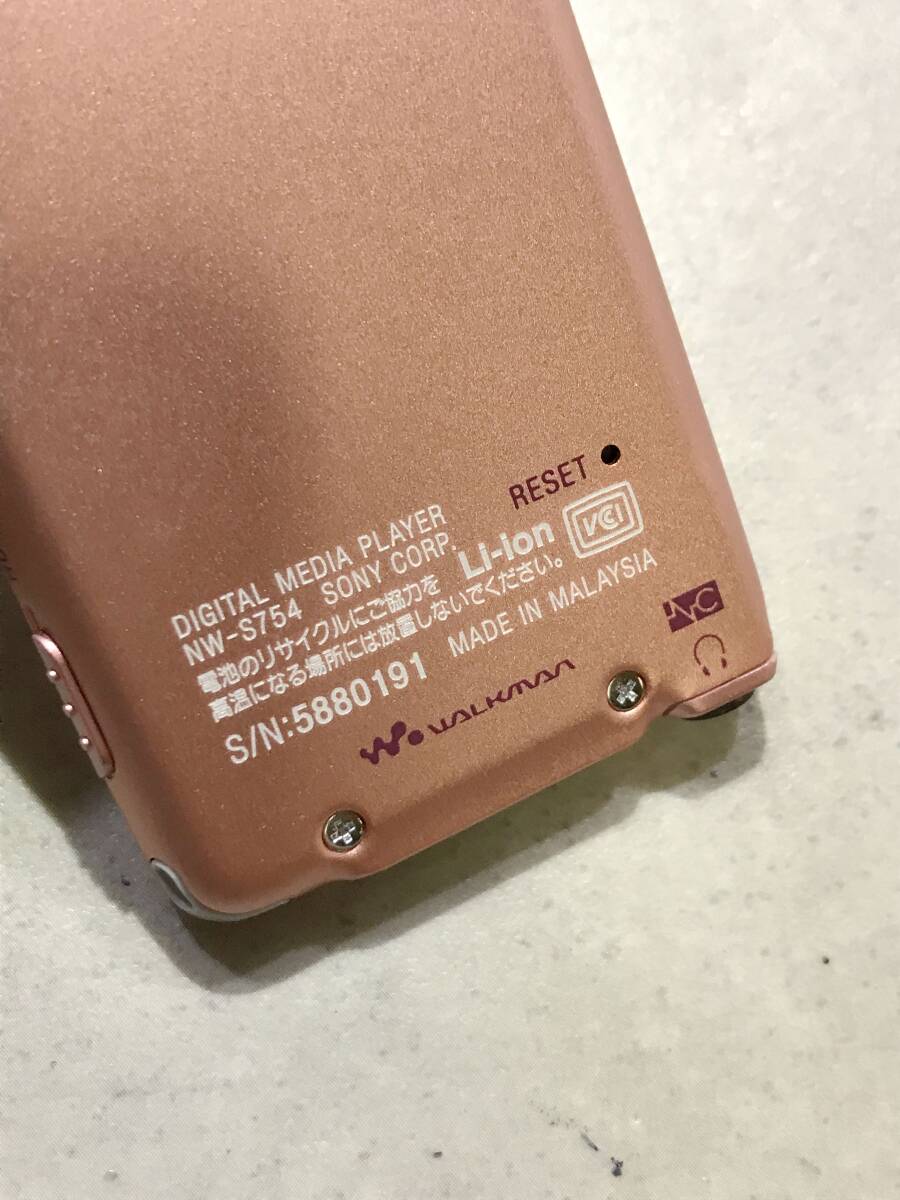 RESET
DIGITAL MEDIA PLAYER
NW-S754 SONY CORP. Li-ion VCI
電池のリサイクルにご協力を
高温になる場所には放置しないでください。
S/N:5880191 MADE IN MALAYSIA
NC
W. WALKMAN